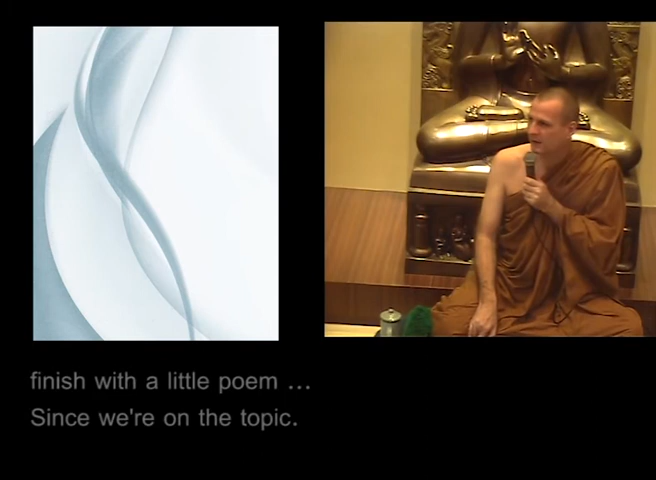 finish with a little poem ...
Since we're on the topic.